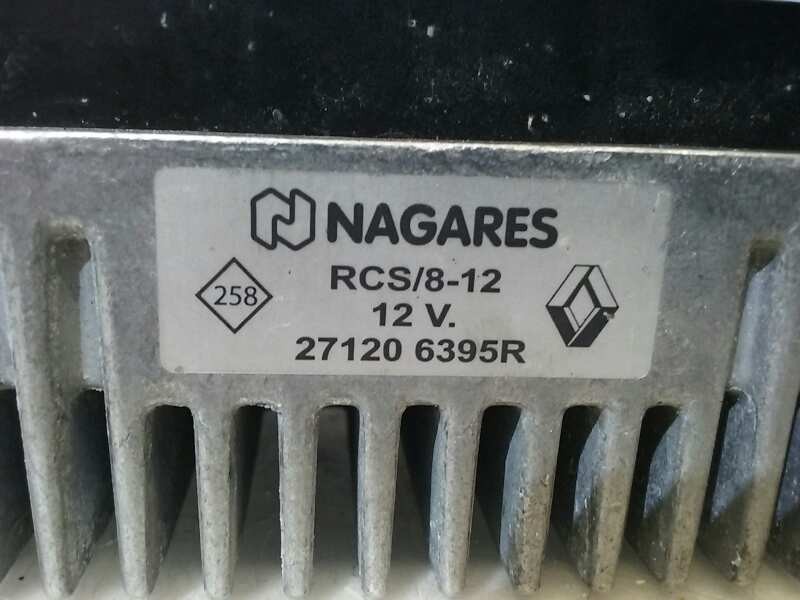 NAGARES
258
RCS/8-12
12 V.
27120 6395R